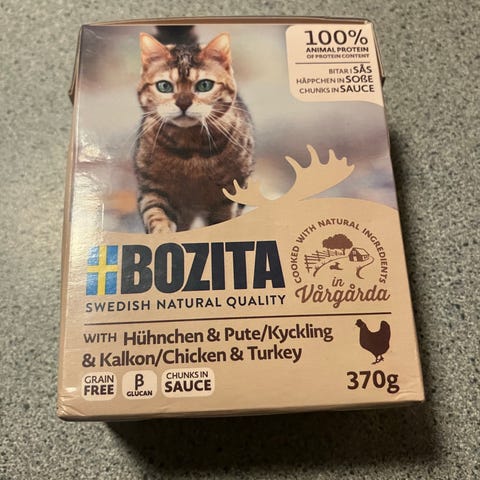 100%
ANIMAL PROTEIN
OF PROTEIN CONTENT
BITAR I SÅS
HÄPPCHEN IN SOßE
CHUNKS IN SAUCE
BOZITA
SWEDISH NATURAL QUALITY
COOKED WITH NATURAL INGREDIENTS
in
Vårgårda
WITH Hühnchen & Pute/Kyckling
& Kalkon/Chicken & Turkey
GRAIN
FREE
β
GLUCAN
CHUNKS IN
SAUCE
370g